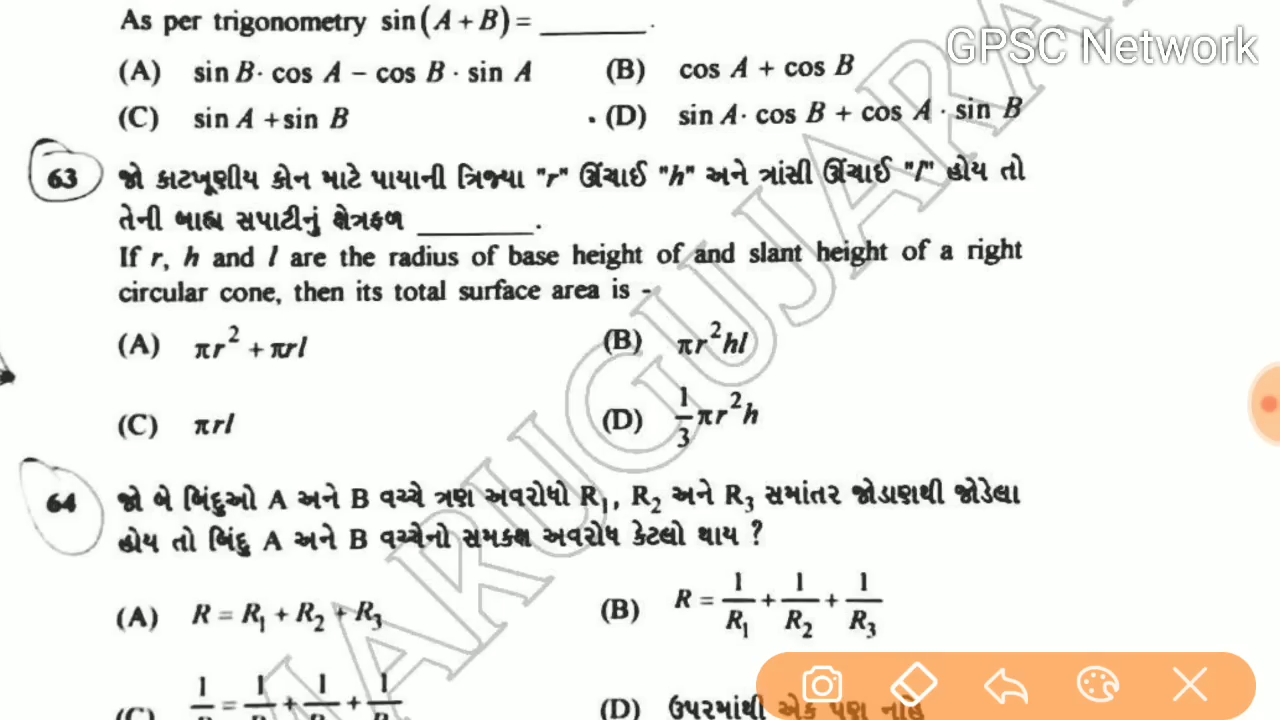 GPSC Network
As per trigonometry sin(A + B) = ________.
(A) sin B · cos A − cos B · sin A (B) cos A + cos B
(C) sin A + sin B (D) sin A · cos B + cos A · sin B
63 જો કાટખૂણીય કોન માટે પાયાની ત્રિજ્યા "r" ઊંચાઈ "h" અને ત્રાંસી ઊંચાઈ "l" હોય તો
તેની બાહ્ય સપાટીનું ક્ષેત્રફળ ________.
If r, h and l are the radius of base height of and slant height of a right
circular cone, then its total surface area is -
(A) πr² + πrl (B) πr²hl
(C) πrl (D) 1/3 πr²h
64 જો બે બિંદુઓ A અને B વચ્ચે ત્રણ અવરોધો R₁, R₂ અને R₃ સમાંતર જોડાણથી જોડેલા
હોય તો બિંદુ A અને B વચ્ચેનો સમકક્ષ અવરોધ કેટલો થાય ?
(A) R = R₁ + R₂ + R₃ (B) R = 1/R₁ + 1/R₂ + 1/R₃
(D) ઉપરમાંથી એક પણ નહિ
MARUGUJARA